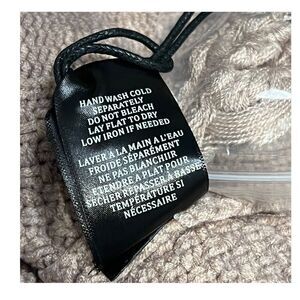 HAND WASH COLD
SEPARATELY
DO NOT BLEACH
LAY FLAT TO DRY
LOW IRON IF NEEDED
LAVER À LA MAIN A L'EAU
FROIDE SÉPARÉMENT
NE PAS BLANCHIR
ETENDRE A PLAT POUR
SÉCHER REPASSER À BASSE
TEMPÉRATURE SI
NÉCESSAIRE